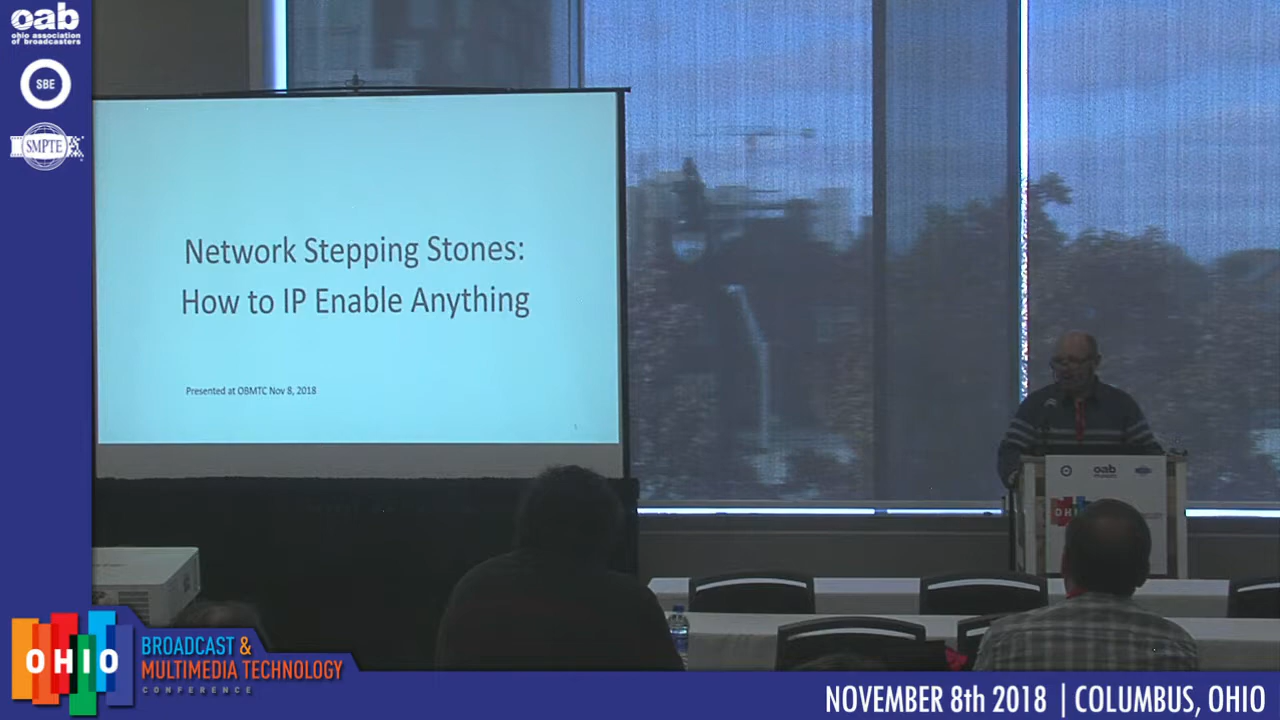 oab
ohio association
of broadcasters
SBE
SMPTE
Network Stepping Stones:
How to IP Enable Anything
Presented at OBMTC Nov 8, 2018
oab
OHIO
OHIO
BROADCAST &
MULTIMEDIA TECHNOLOGY
CONFERENCE
NOVEMBER 8th 2018 | COLUMBUS, OHIO